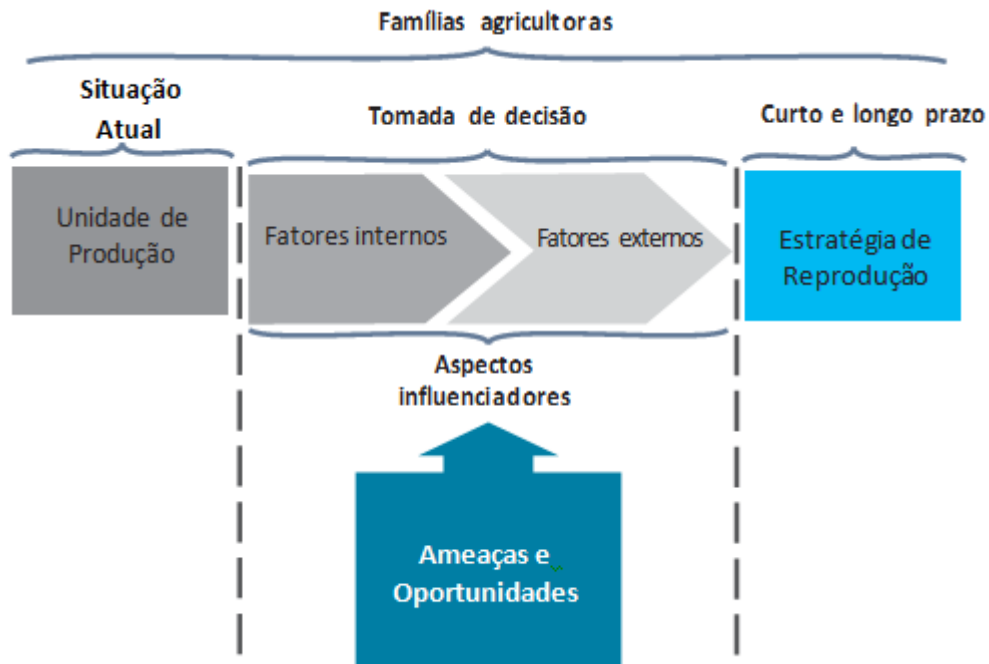 Famílias agricultoras
Situação
Atual
Tomada de decisão
Curto e longo prazo
Unidade de
Produção
Fatores internos
Fatores externos
Estratégia de
Reprodução
Aspectos
influenciadores
Ameaças e
Oportunidades